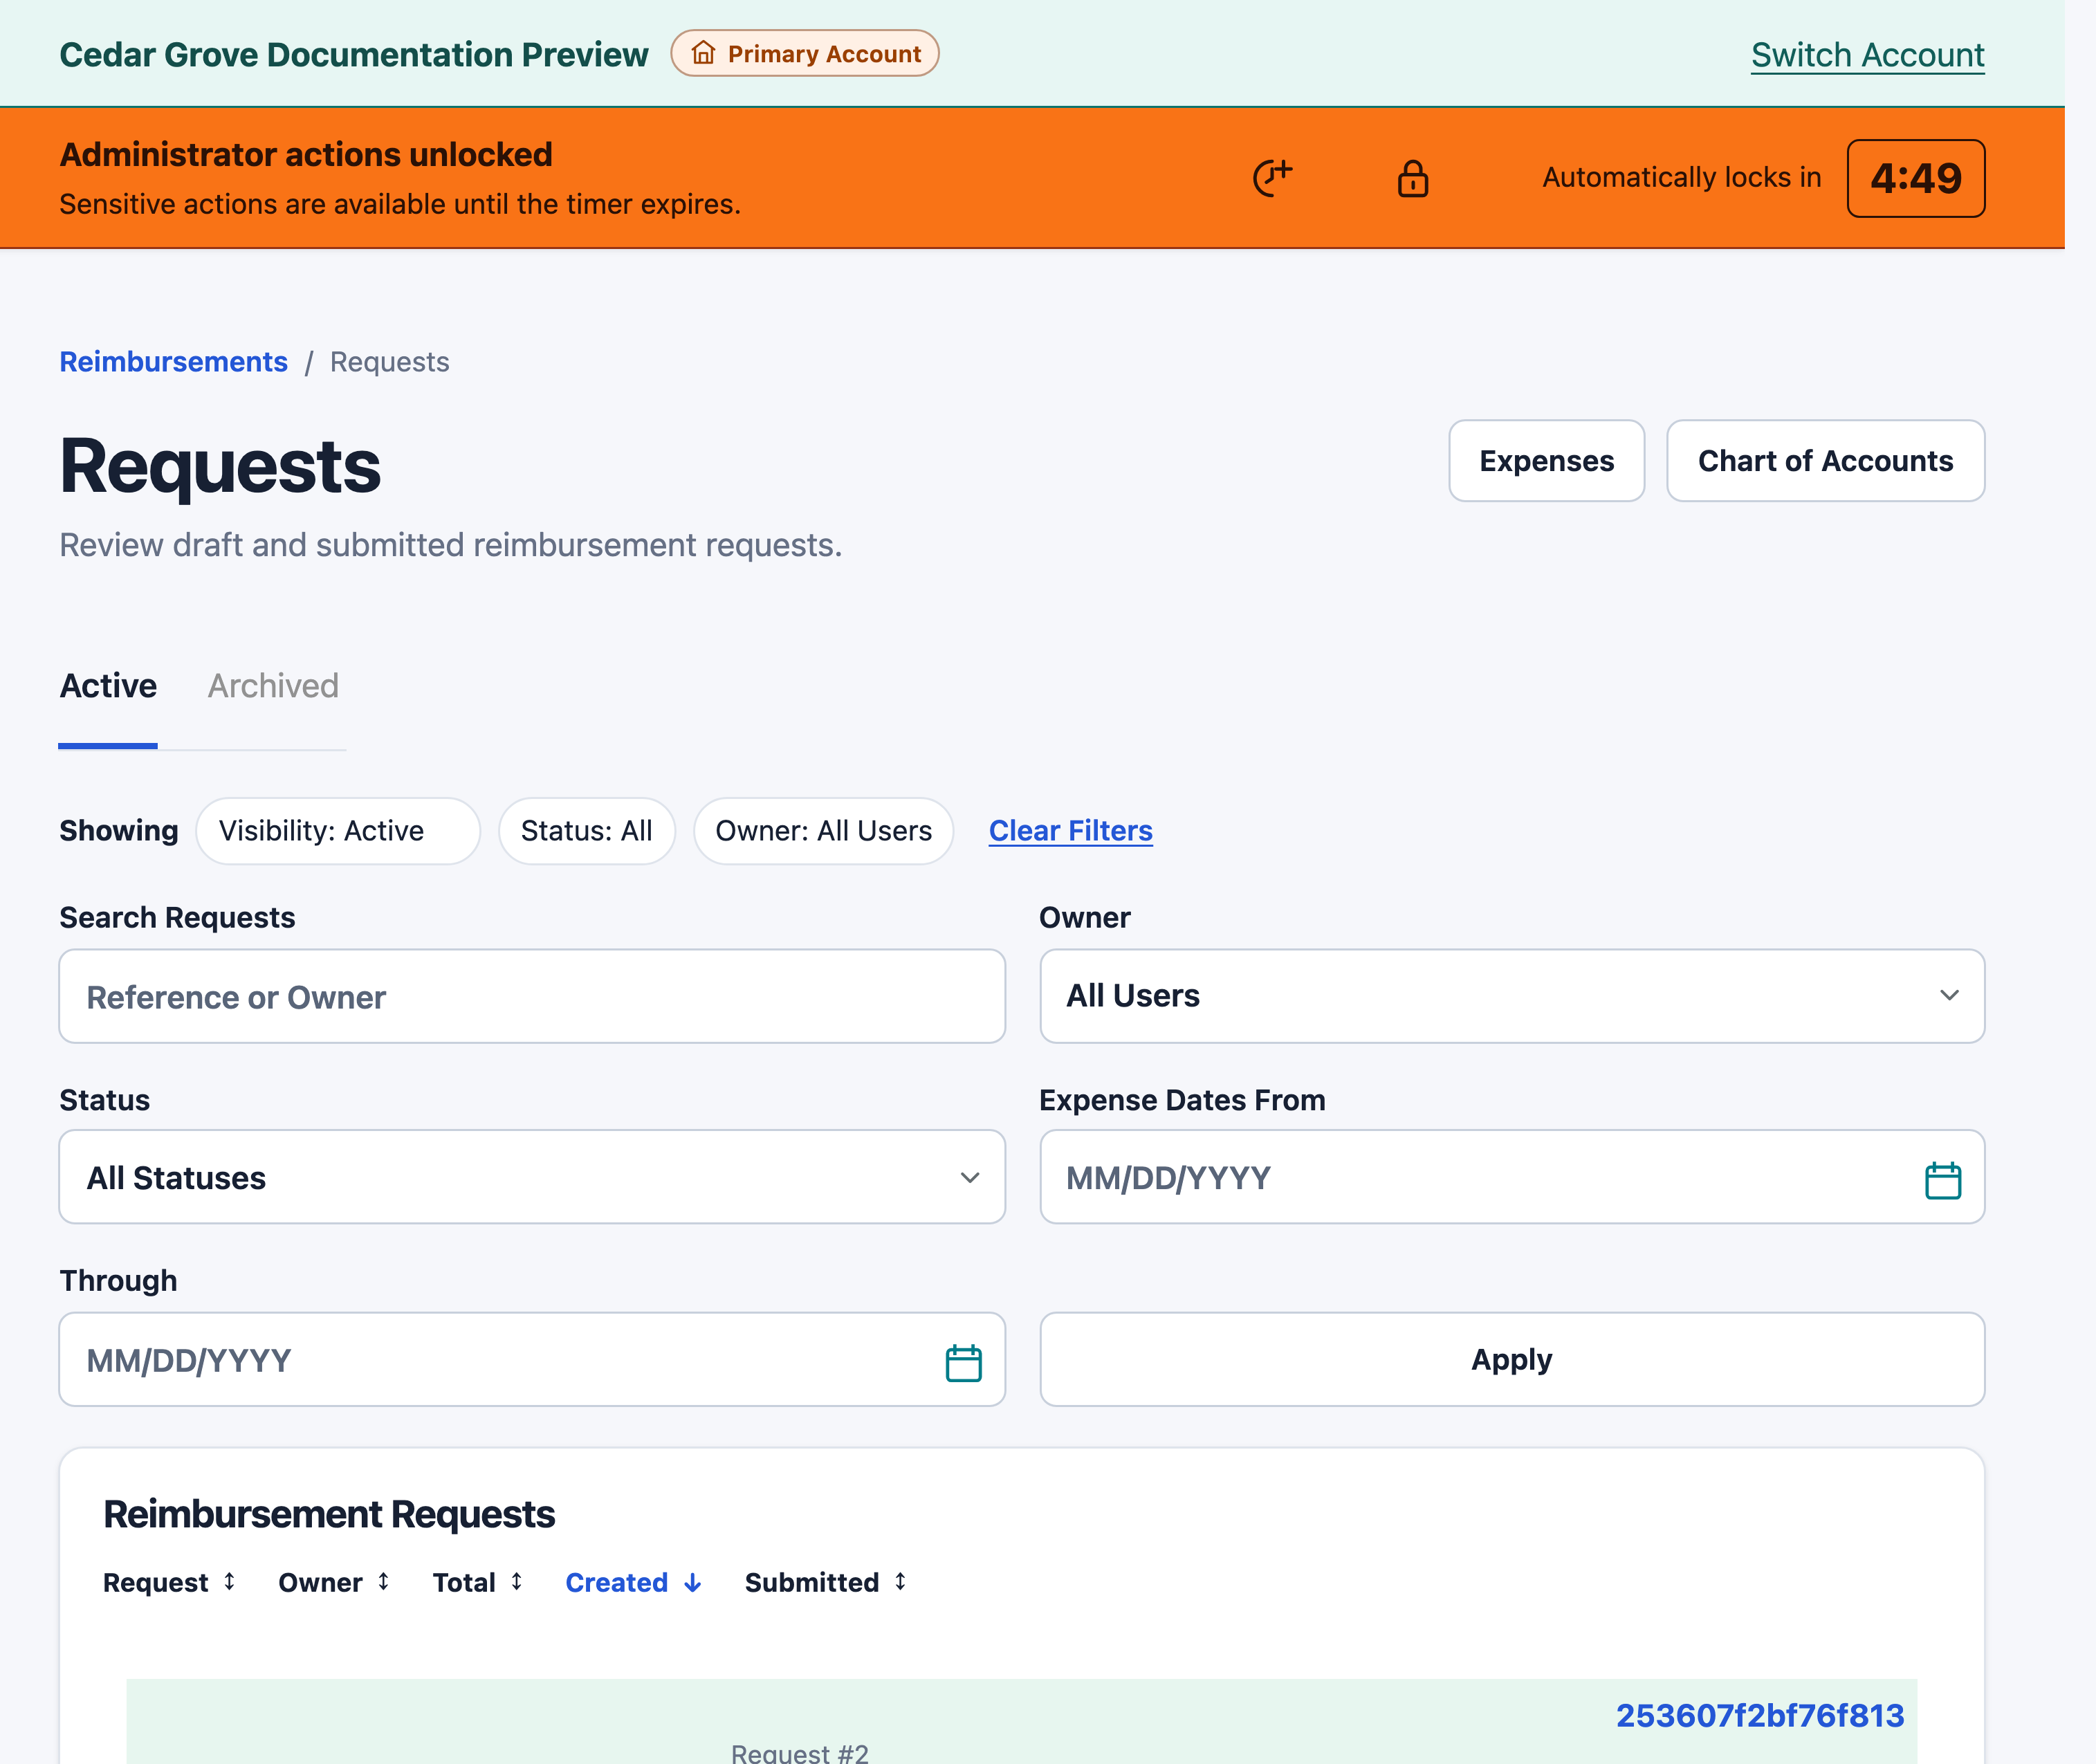 Cedar Grove Documentation Preview
Primary Account
Switch Account
Administrator actions unlocked
Sensitive actions are available until the timer expires.
Automatically locks in
4:49
Reimbursements / Requests
Requests
Expenses
Chart of Accounts
Review draft and submitted reimbursement requests.
Active
Archived
Showing
Visibility: Active
Status: All
Owner: All Users
Clear Filters
Search Requests
Reference or Owner
Owner
All Users
Status
All Statuses
Expense Dates From
MM/DD/YYYY
Through
MM/DD/YYYY
Apply
Reimbursement Requests
Request
Owner
Total
Created
Submitted
253607f2bf76f813
Request #2